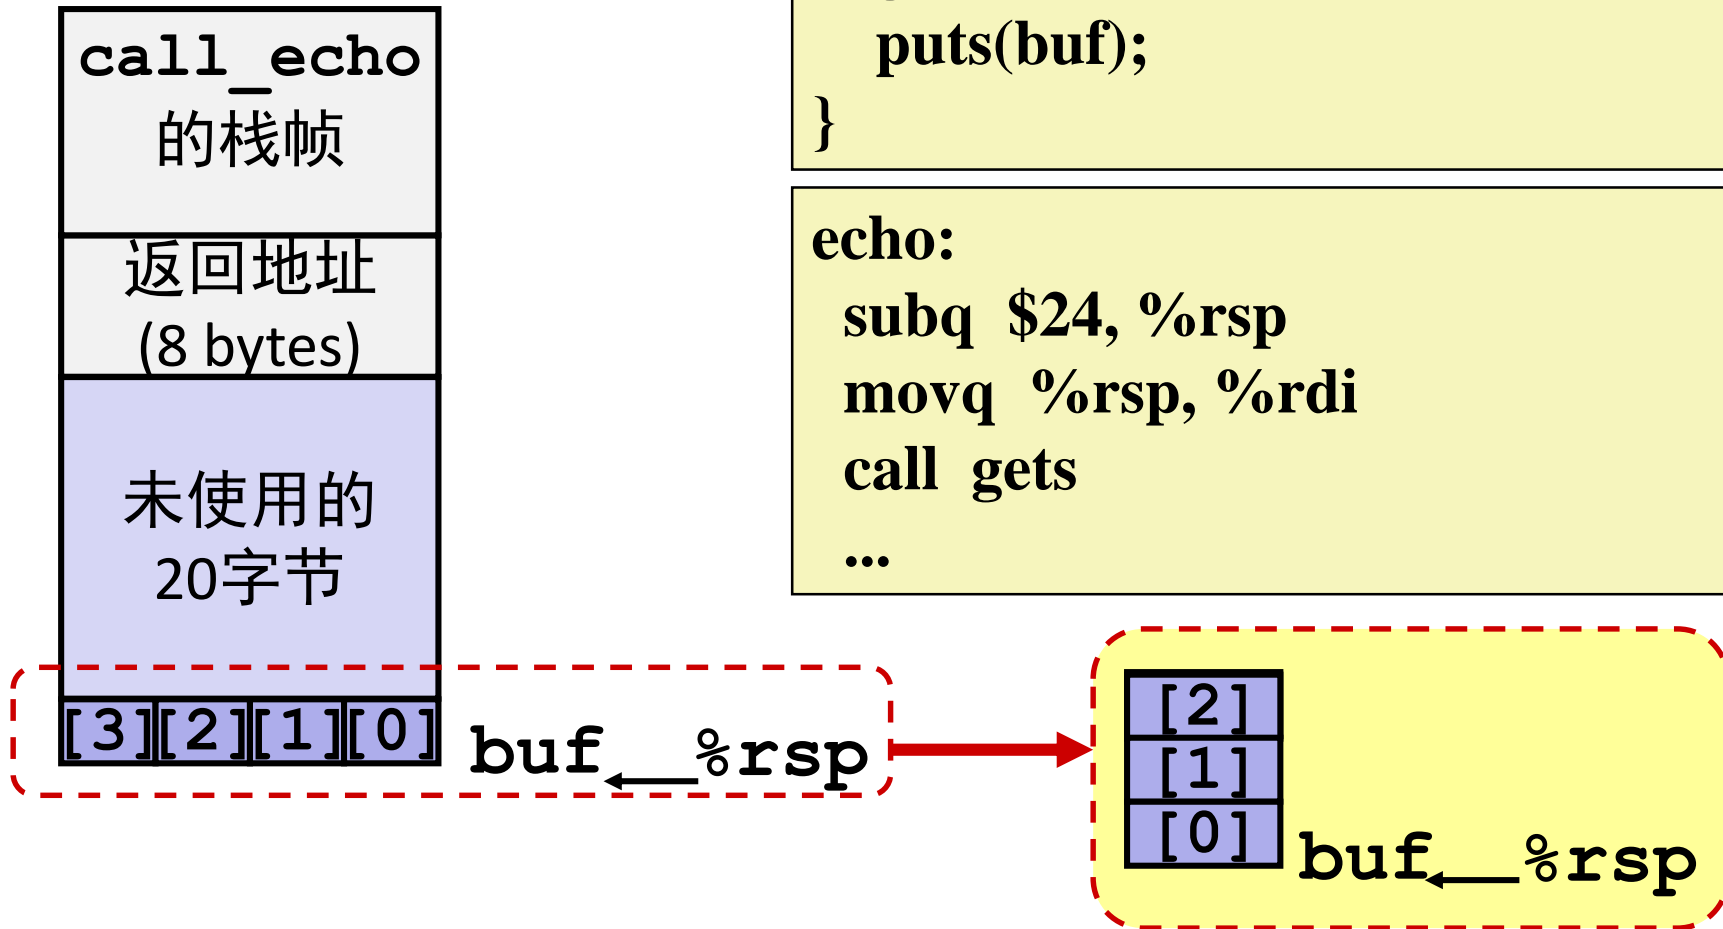 call_echo
的栈帧
返回地址
(8 bytes)
未使用的
20字节
[3][2][1][0]
buf
%rsp
puts(buf);
}
echo:
subq $24, %rsp
movq %rsp, %rdi
call gets
...
[2]
[1]
[0]
buf
%rsp